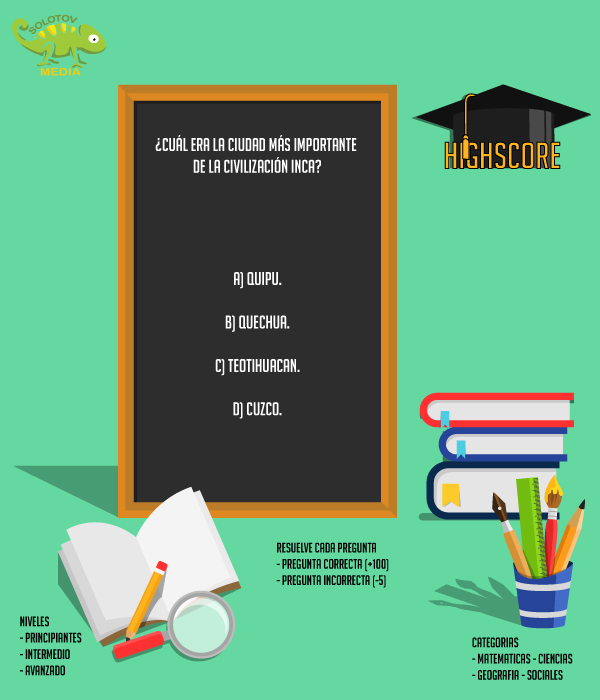 SOLOTOV
MEDIA
HIGHSCORE
¿CUÁL ERA LA CIUDAD MÁS IMPORTANTE
DE LA CIVILIZACIÓN INCA?
A) QUIPU.
B) QUECHUA.
C) TEOTIHUACAN.
D) CUZCO.
RESUELVE CADA PREGUNTA
- PREGUNTA CORRECTA (+100)
- PREGUNTA INCORRECTA (-5)
NIVELES
- PRINCIPIANTES
- INTERMEDIO
- AVANZADO
CATEGORIAS
- MATEMATICAS - CIENCIAS
- GEOGRAFIA - SOCIALES